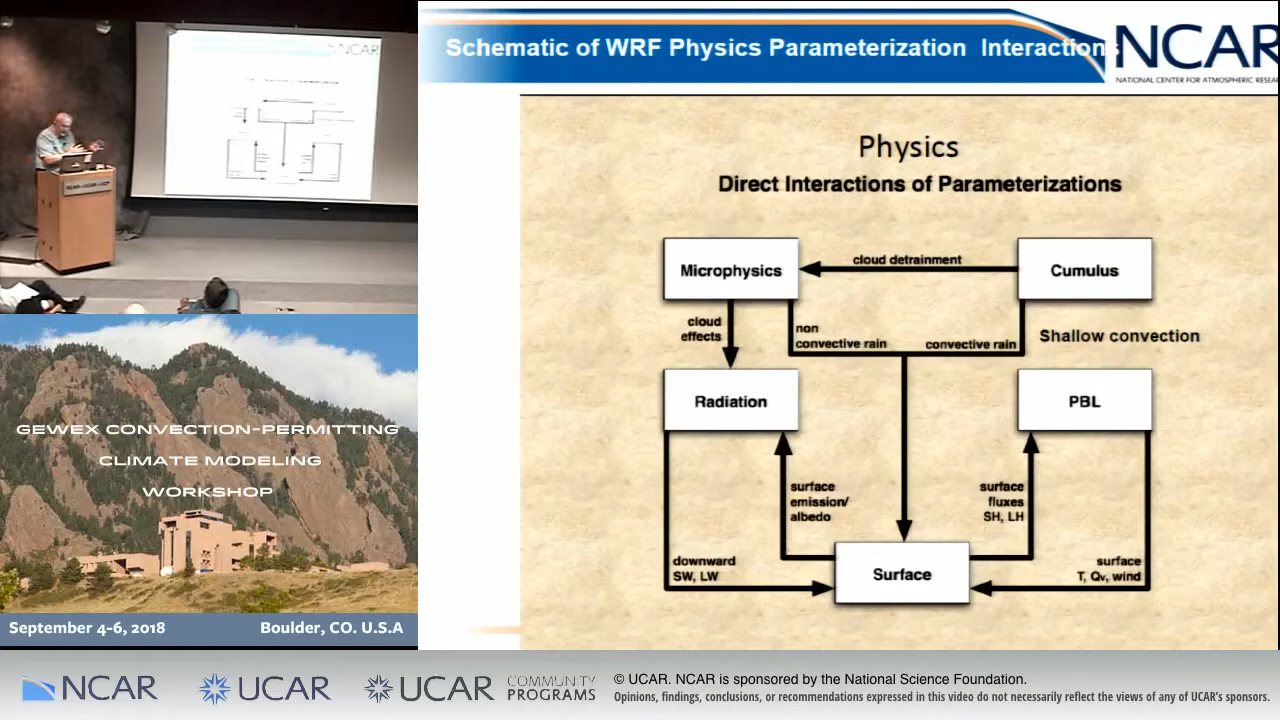 Schematic of WRF Physics Parameterization Interactions
NCAR
NATIONAL CENTER FOR ATMOSPHERIC
Physics
Direct Interactions of Parameterizations
Microphysics
cloud detrainment
Cumulus
cloud
effects
non
convective rain
convective rain
Shallow convection
Radiation
PBL
surface
emission/
albedo
surface
fluxes
SH, LH
downward
SW, LW
Surface
surface
T, Qv, wind
NCAR
NCAR-UCAR-UCP
GEWEX CONVECTION-PERMITTING
CLIMATE MODELING
WORKSHOP
September 4-6, 2018
Boulder, CO. U.S.A
NCAR
UCAR
UCAR
COMMUNITY
PROGRAMS
© UCAR. NCAR is sponsored by the National Science Foundation.
Opinions, findings, conclusions, or recommendations expressed in this video do not necessarily reflect the views of any of UCAR's sponsors.